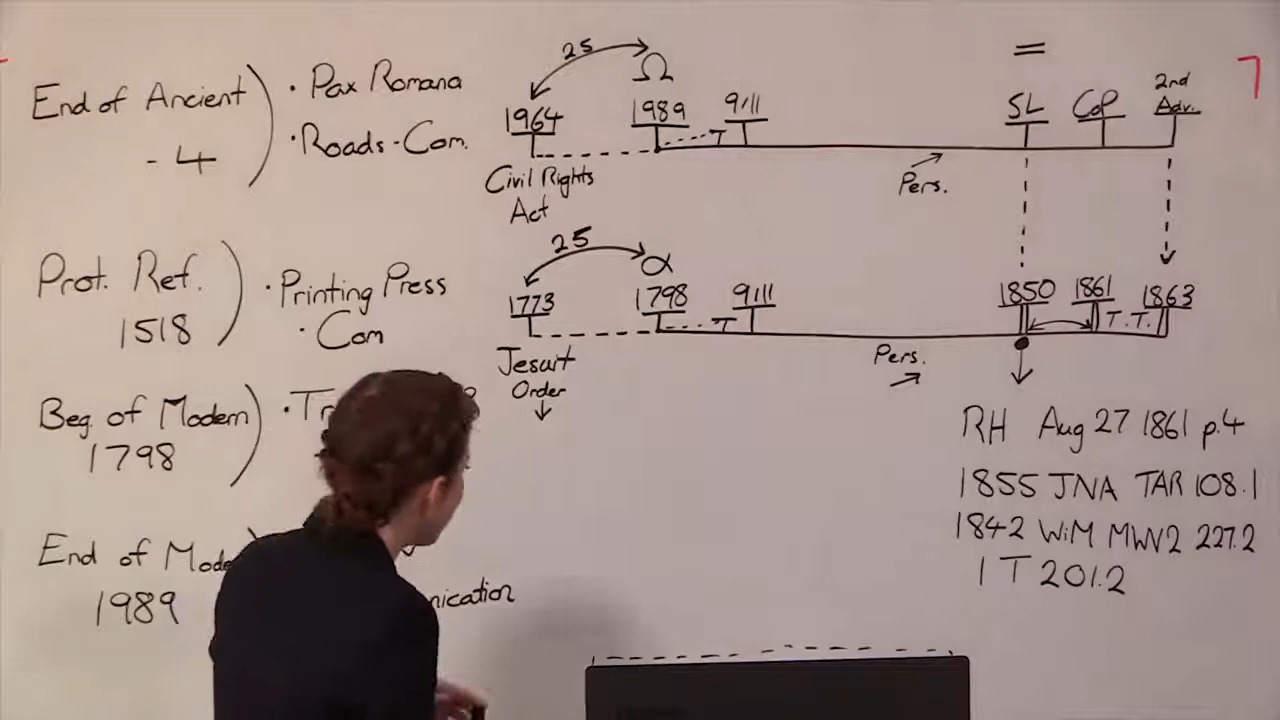 End of Ancient
- 4
· Pax Romana
· Roads - Com.
Prot. Ref.
1518
· Printing Press
· Com
Beg. of Modern
1798
End of
1989
25
Ω
1964
1989
9/11
T
Civil Rights
Act
Pers.
=
SL
CoP
2nd
Adv.
7
25
α
1773
1798
9/11
T
Jesuit
Order
Pers.
1850
1861
1863
T.T.
RH Aug 27 1861 p.4
1855 JNA TAR 108.1
1842 WiM MWV2 227.2
1T 201.2